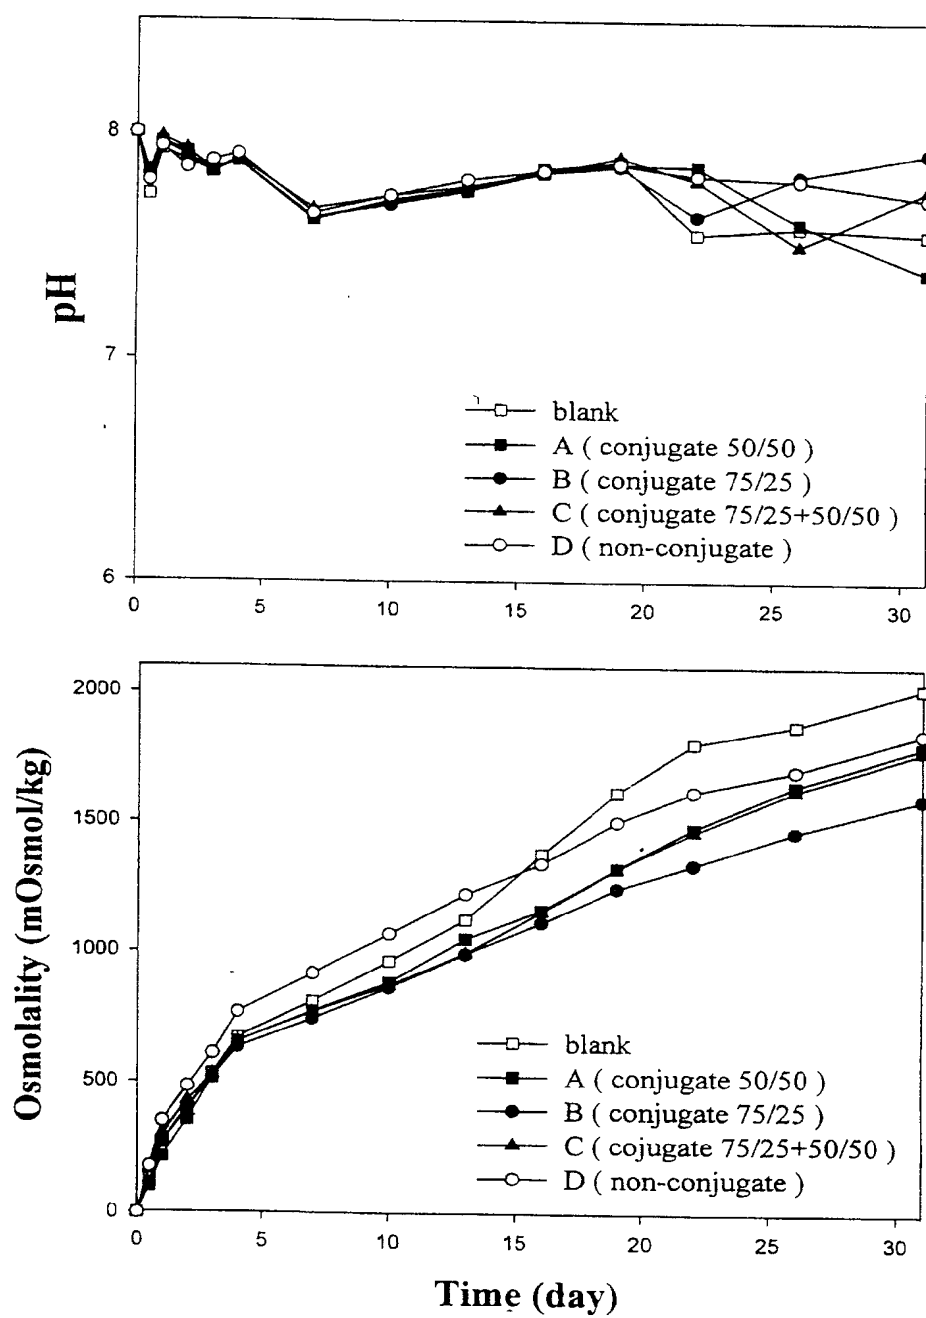 8
7
6
pH
blank
A ( conjugate 50/50 )
B ( conjugate 75/25 )
C ( conjugate 75/25+50/50 )
D ( non-conjugate )
0 5 10 15 20 25 30
2000
1500
1000
500
0
Osmolality (mOsmol/kg)
blank
A ( conjugate 50/50 )
B ( conjugate 75/25 )
C ( cojugate 75/25+50/50 )
D ( non-conjugate )
0 5 10 15 20 25 30
Time (day)